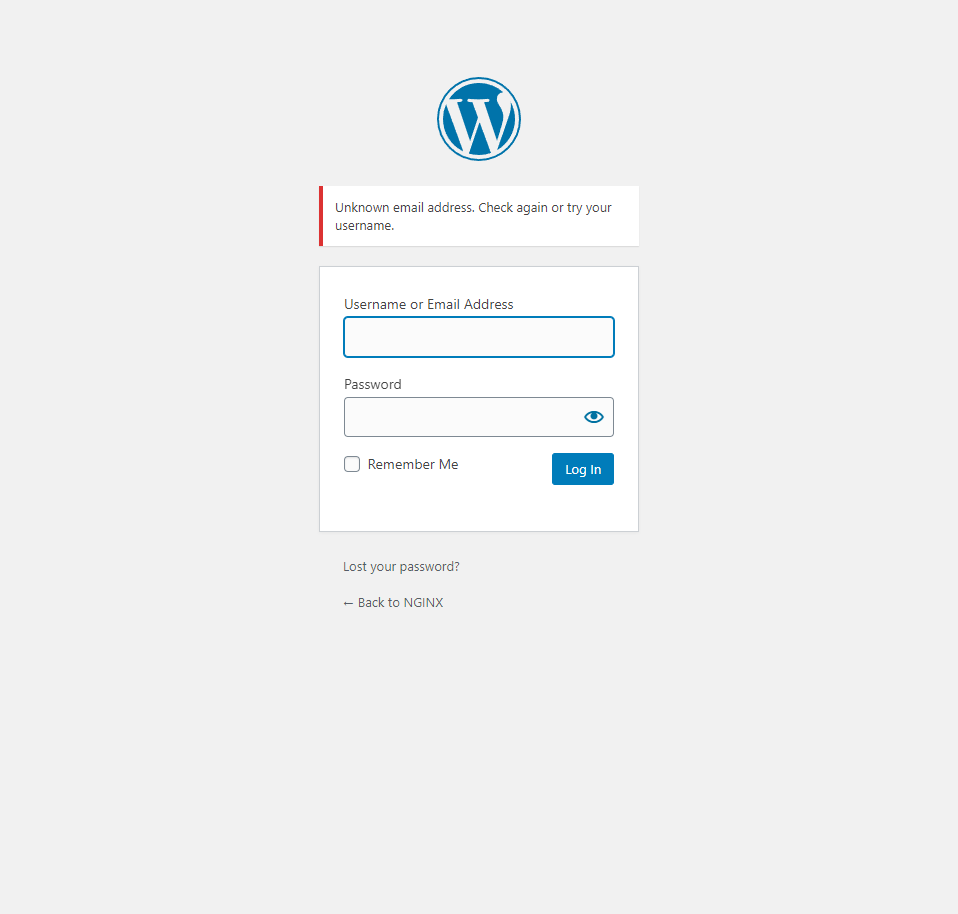 Unknown email address. Check again or try your
username.
Username or Email Address
Password
Remember Me
Log In
Lost your password?
← Back to NGINX